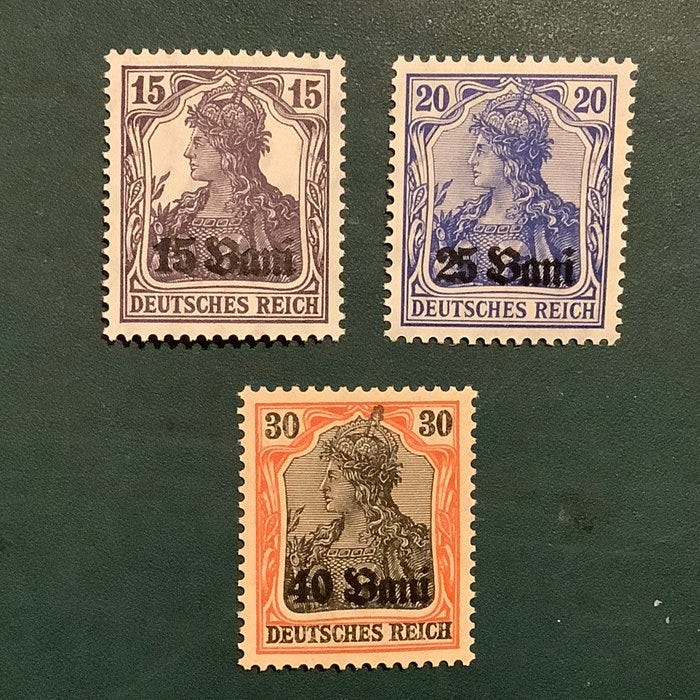 15 15
15 Bani
DEUTSCHES REICH
20 20
25 Bani
DEUTSCHES REICH
30 30
40 Bani
DEUTSCHES REICH